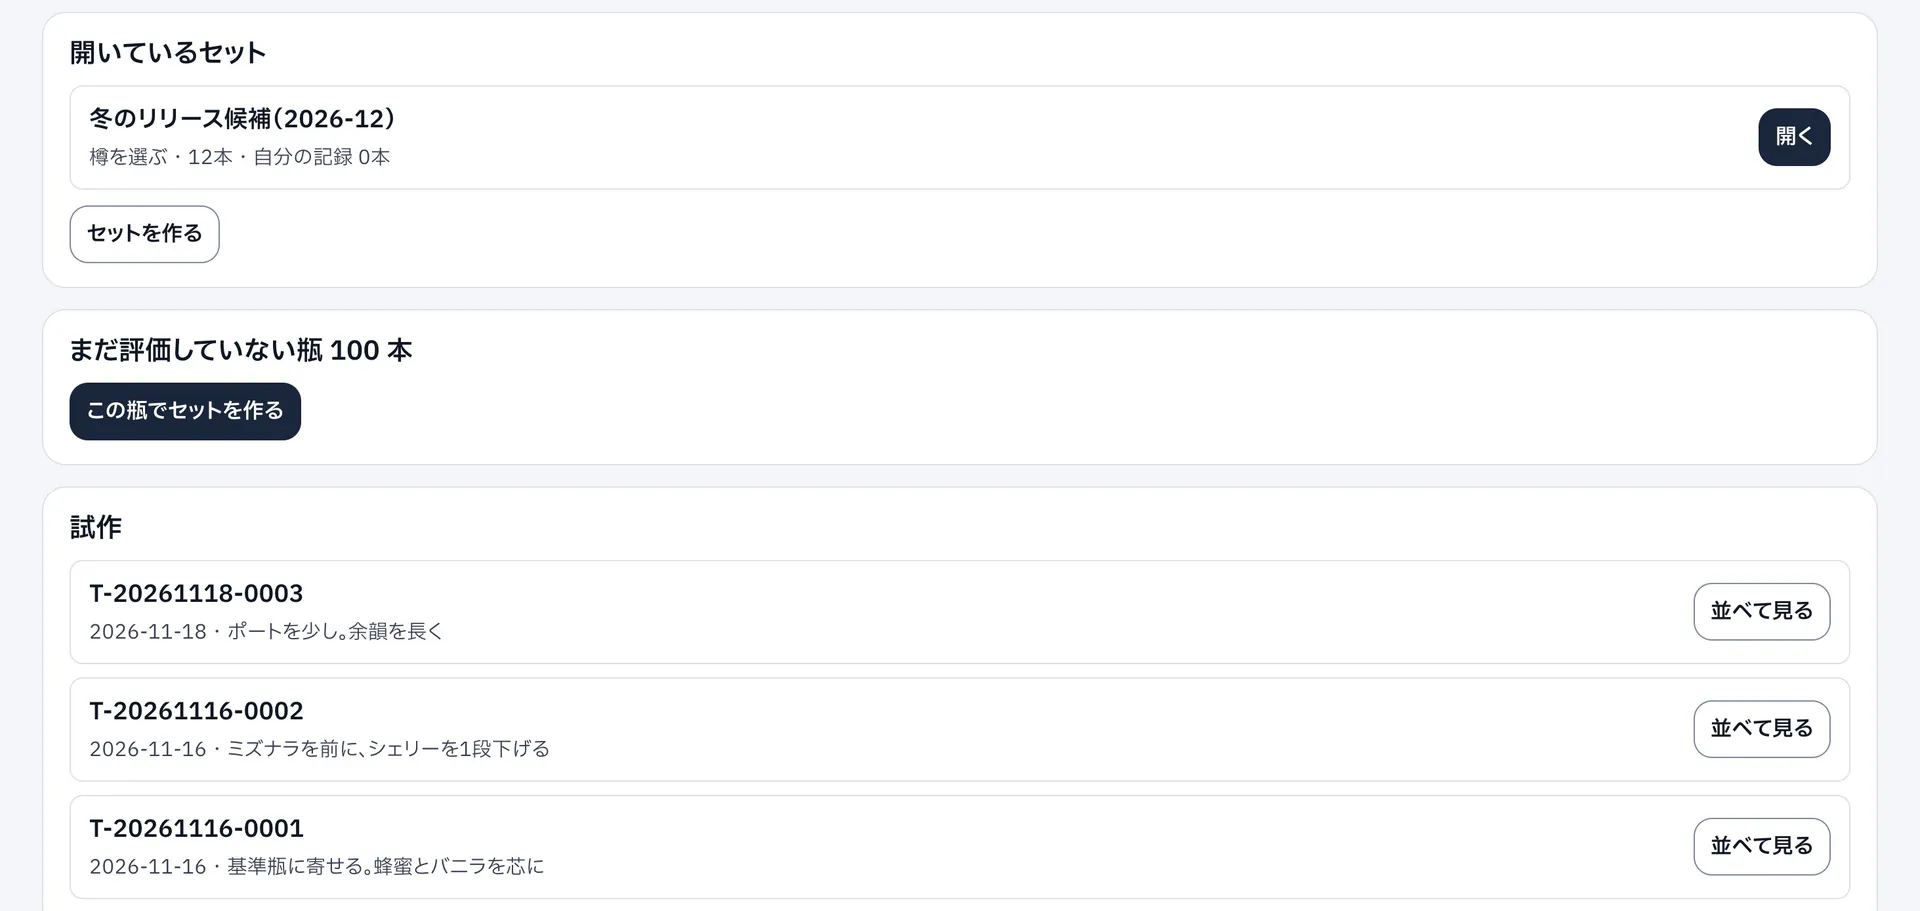 開いているセット
冬のリリース候補（2026-12）
樽を選ぶ・12本・自分の記録 0本
開く
セットを作る
まだ評価していない瓶 100 本
この瓶でセットを作る
試作
T-20261118-0003
2026-11-18・ポートを少し。余韻を長く
並べて見る
T-20261116-0002
2026-11-16・ミズナラを前に、シェリーを1段下げる
並べて見る
T-20261116-0001
2026-11-16・基準瓶に寄せる。蜂蜜とバニラを芯に
並べて見る